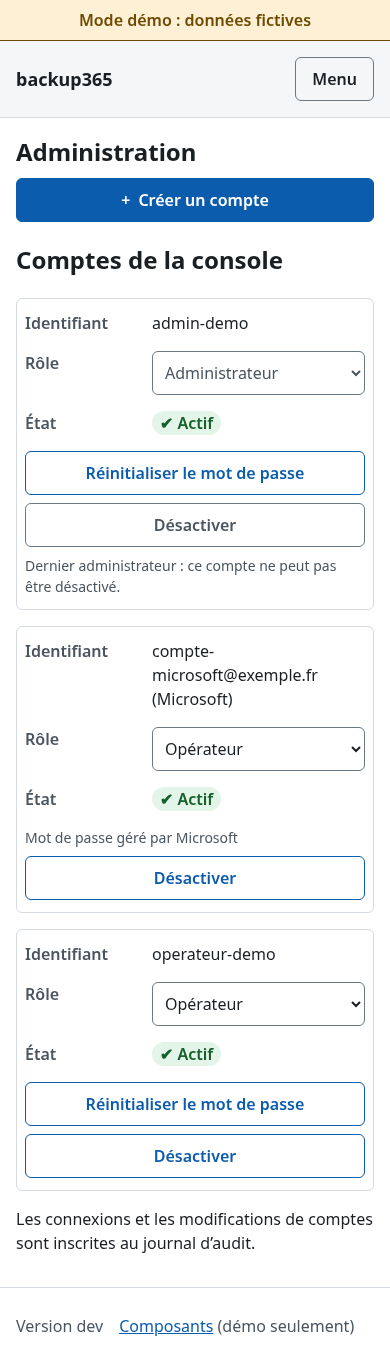 Mode démo : données fictives
backup365
Menu
Administration
+ Créer un compte
Comptes de la console
Identifiant admin-demo
Rôle Administrateur
État ✔ Actif
Réinitialiser le mot de passe
Désactiver
Dernier administrateur : ce compte ne peut pas
être désactivé.
Identifiant compte-
microsoft@exemple.fr
(Microsoft)
Rôle Opérateur
État ✔ Actif
Mot de passe géré par Microsoft
Désactiver
Identifiant operateur-demo
Rôle Opérateur
État ✔ Actif
Réinitialiser le mot de passe
Désactiver
Les connexions et les modifications de comptes
sont inscrites au journal d’audit.
Version dev Composants (démo seulement)